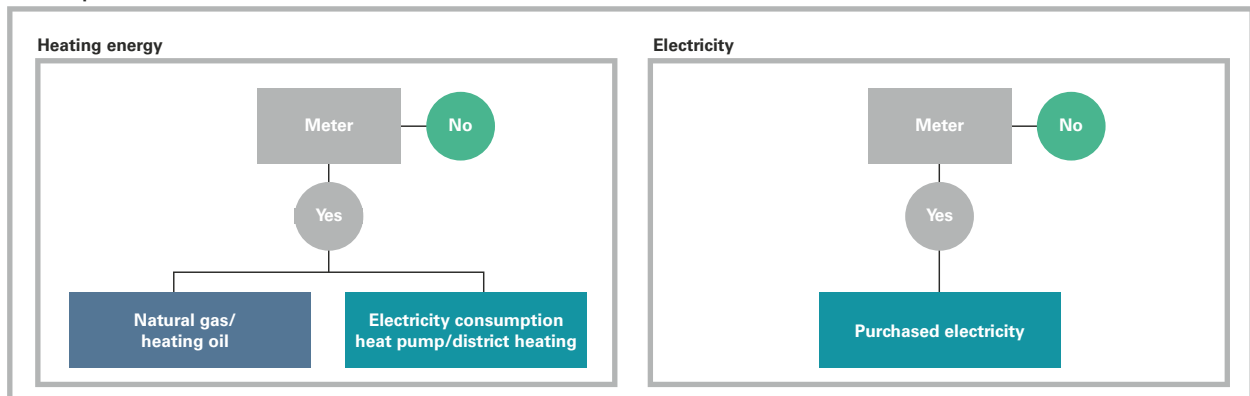 Heating energy
Meter
No
Yes
Natural gas/
heating oil
Electricity consumption
heat pump/district heating
Electricity
Meter
No
Yes
Purchased electricity